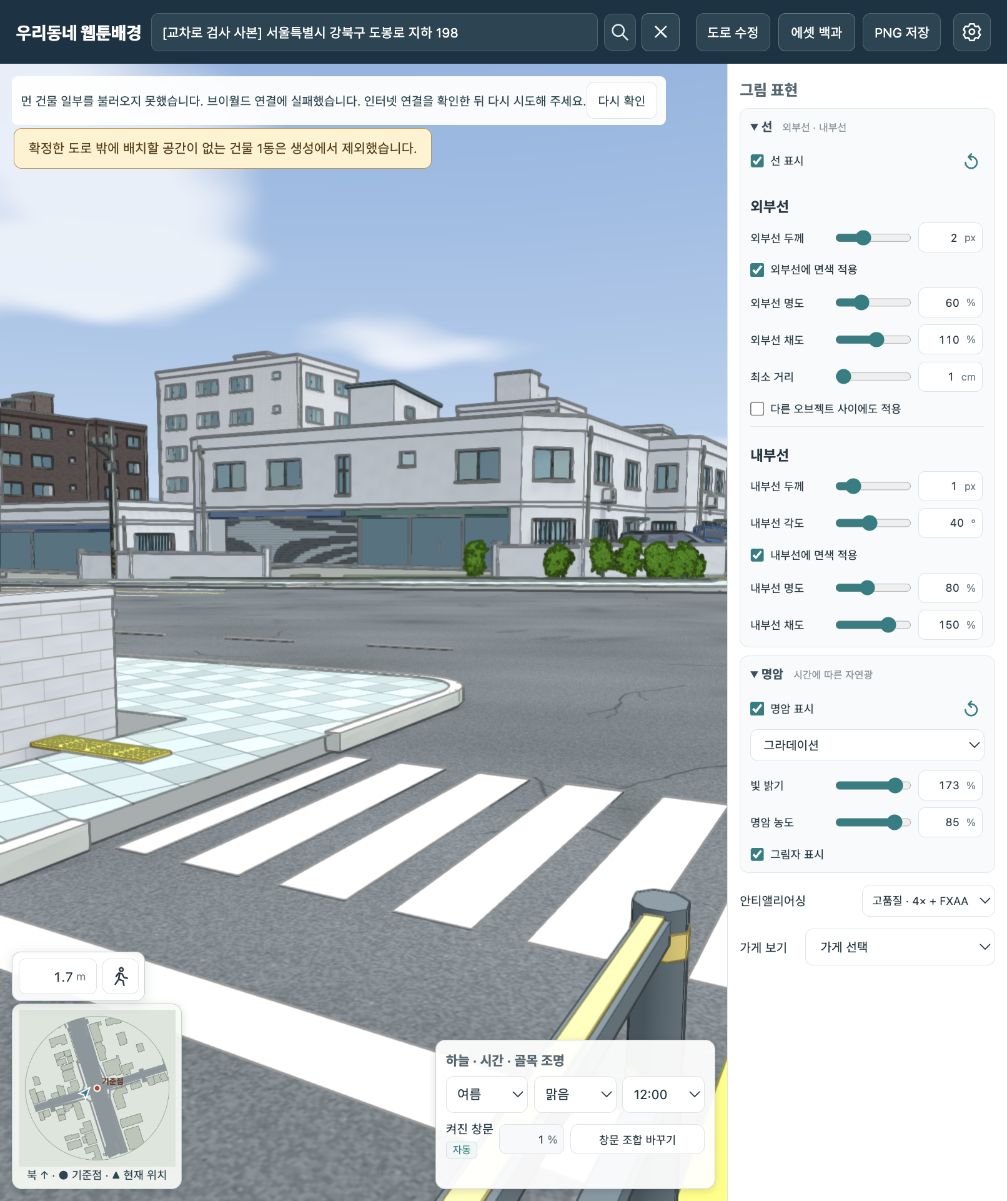 우리동네 웹툰배경
[교차로 검사 사본] 서울특별시 강북구 도봉로 지하 198
도로 수정
에셋 백과
PNG 저장
먼 건물 일부를 불러오지 못했습니다. 브이월드 연결에 실패했습니다. 인터넷 연결을 확인한 뒤 다시 시도해 주세요.
다시 확인
확정한 도로 밖에 배치할 공간이 없는 건물 1동은 생성에서 제외했습니다.
그림 표현
▼선 외부선 · 내부선
선 표시
외부선
외부선 두께 2 px
외부선에 면색 적용
외부선 명도 60 %
외부선 채도 110 %
최소 거리 1 cm
다른 오브젝트 사이에도 적용
내부선
내부선 두께 1 px
내부선 각도 40 °
내부선에 면색 적용
내부선 명도 80 %
내부선 채도 150 %
▼명암 시간에 따른 자연광
명암 표시
그라데이션
빛 밝기 173 %
명암 농도 85 %
그림자 표시
안티앨리어싱 고품질 · 4× + FXAA
가게 보기 가게 선택
1.7 m
기준점
북 ↑ · ● 기준점 · ▲ 현재 위치
하늘 · 시간 · 골목 조명
여름 맑음 12:00
켜진 창문
자동
1 %
창문 조합 바꾸기